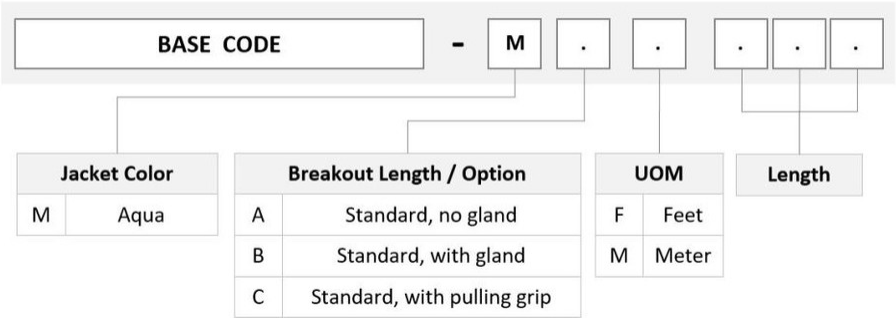 BASE CODE - M . . . . .
Jacket Color
M Aqua
Breakout Length / Option
A Standard, no gland
B Standard, with gland
C Standard, with pulling grip
UOM
F Feet
M Meter
Length